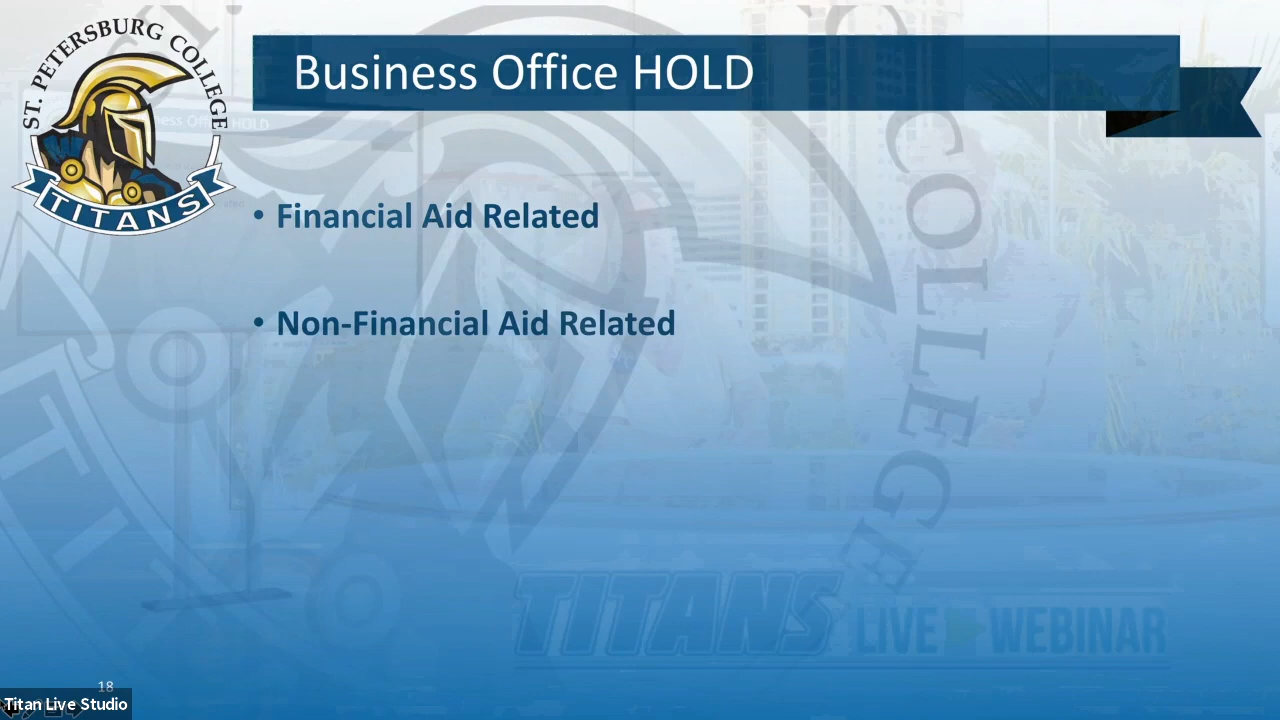 Business Office HOLD
ST. PETERSBURG COLLEGE
TITANS
• Financial Aid Related
• Non-Financial Aid Related
COLLEGE
TITANS LIVE WEBINAR
18
Titan Live Studio